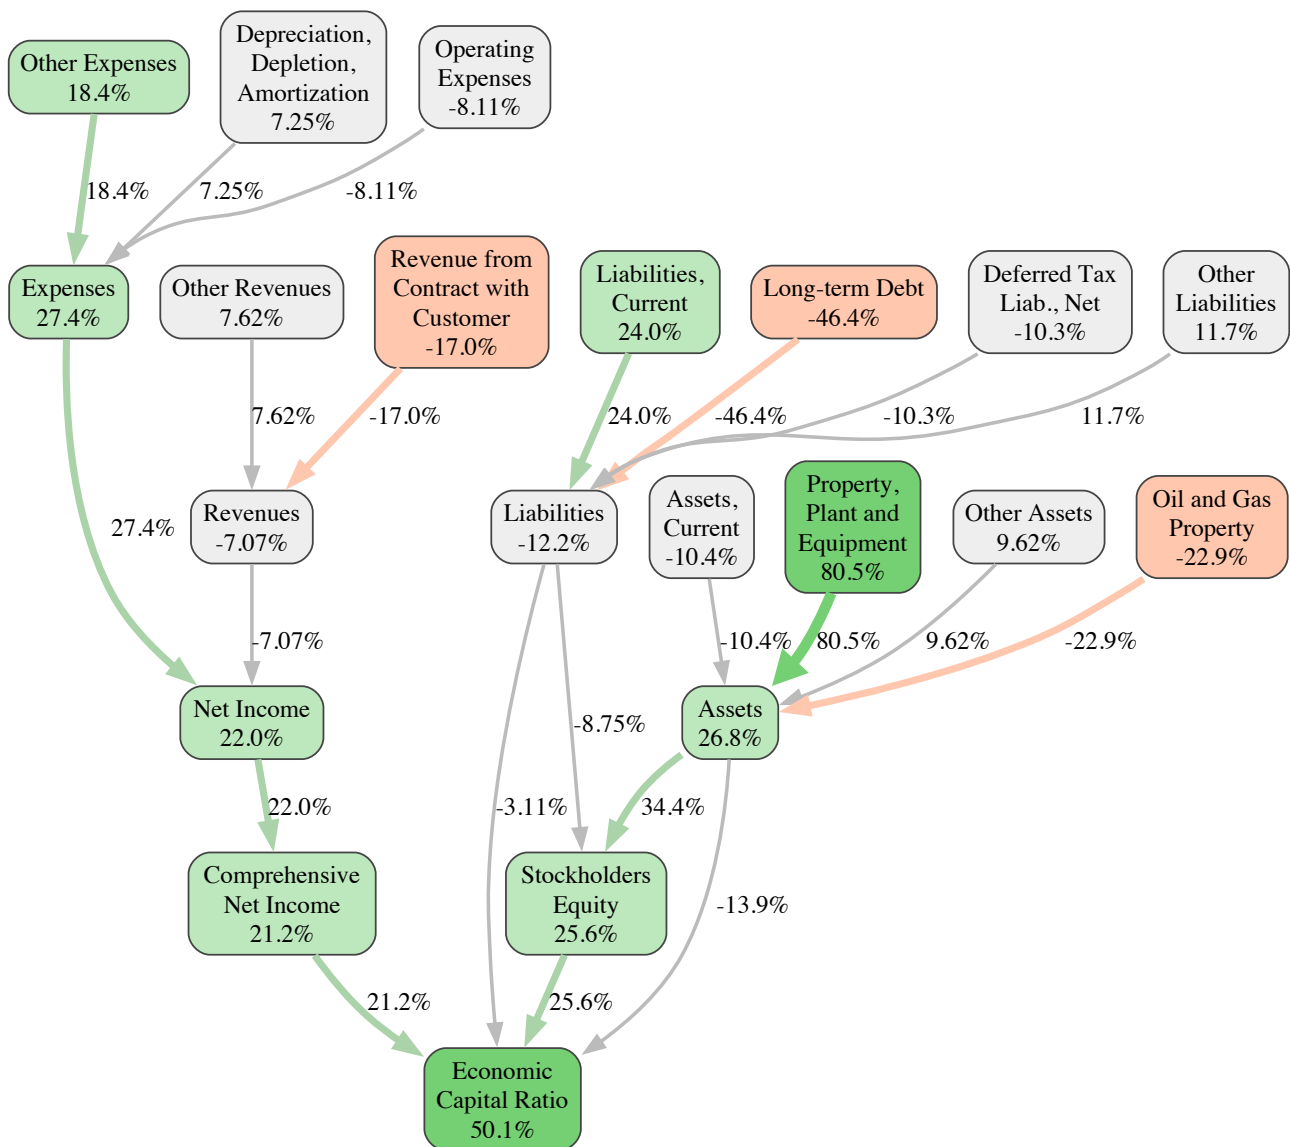 Other Expenses
18.4%
Depreciation,
Depletion,
Amortization
7.25%
Operating
Expenses
-8.11%
18.4%
7.25%
-8.11%
Expenses
27.4%
Other Revenues
7.62%
Revenue from
Contract with
Customer
-17.0%
Liabilities,
Current
24.0%
Long-term Debt
-46.4%
Deferred Tax
Liab., Net
-10.3%
Other
Liabilities
11.7%
7.62%
-17.0%
24.0%
-46.4%
-10.3%
11.7%
27.4%
Revenues
-7.07%
Liabilities
-12.2%
Assets,
Current
-10.4%
Property,
Plant and
Equipment
80.5%
Other Assets
9.62%
Oil and Gas
Property
-22.9%
-7.07%
-10.4%
80.5%
9.62%
-22.9%
Net Income
22.0%
-8.75%
Assets
26.8%
22.0%
-3.11%
34.4%
Comprehensive
Net Income
21.2%
Stockholders
Equity
25.6%
-13.9%
21.2%
25.6%
Economic
Capital Ratio
50.1%